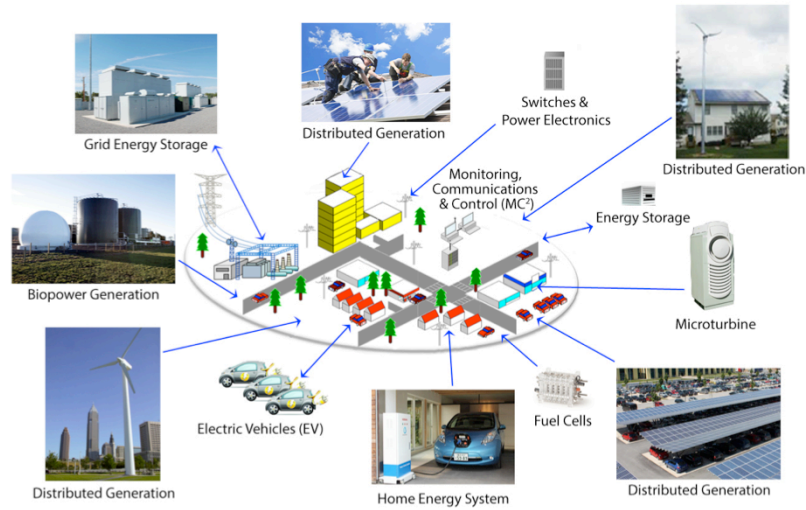 Grid Energy Storage
Distributed Generation
Switches &
Power Electronics
Distributed Generation
Monitoring,
Communications
& Control (MC²)
Energy Storage
Biopower Generation
Microturbine
Electric Vehicles (EV)
Fuel Cells
Distributed Generation
Home Energy System
Distributed Generation